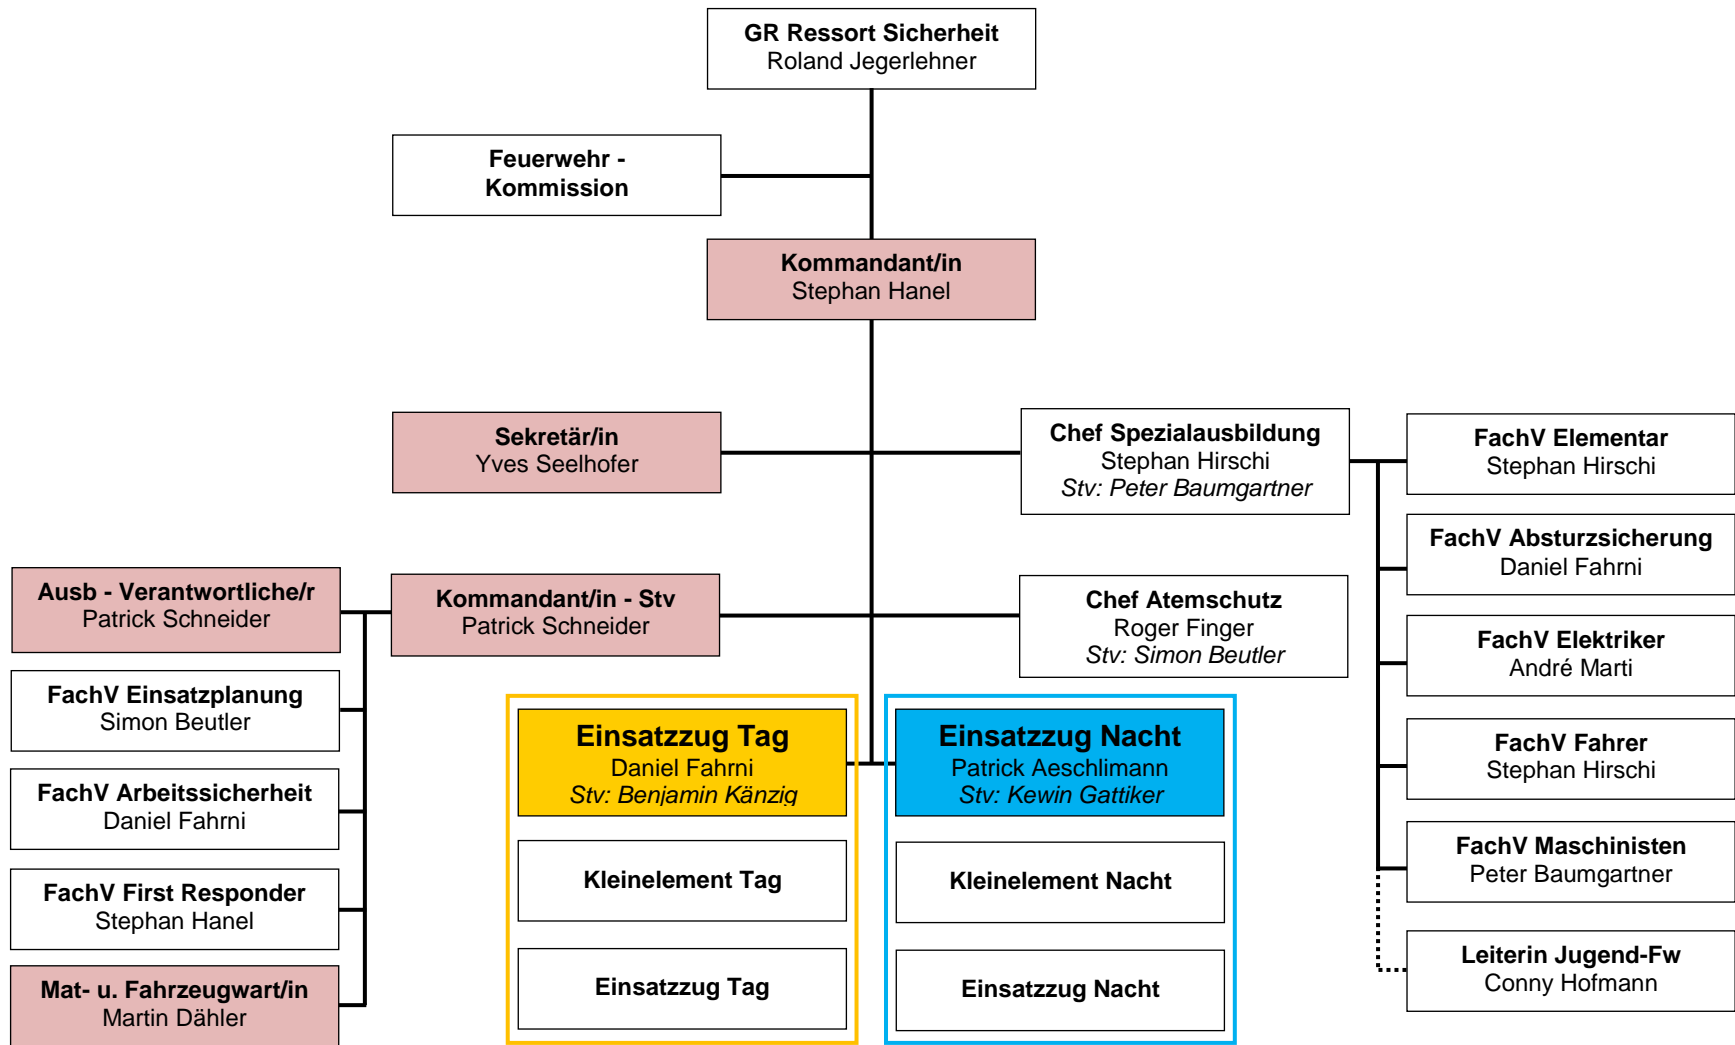 GR Ressort Sicherheit
Roland Jegerlehner
Feuerwehr -
Kommission
Kommandant/in
Stephan Hanel
Sekretär/in
Yves Seelhofer
Chef Spezialausbildung
Stephan Hirschi
Stv: Peter Baumgartner
FachV Elementar
Stephan Hirschi
FachV Absturzsicherung
Daniel Fahrni
Ausb - Verantwortliche/r
Patrick Schneider
Kommandant/in - Stv
Patrick Schneider
Chef Atemschutz
Roger Finger
Stv: Simon Beutler
FachV Elektriker
André Marti
FachV Einsatzplanung
Simon Beutler
Einsatzzug Tag
Daniel Fahrni
Stv: Benjamin Känzig
Einsatzzug Nacht
Patrick Aeschlimann
Stv: Kewin Gattiker
FachV Fahrer
Stephan Hirschi
FachV Arbeitssicherheit
Daniel Fahrni
Kleinelement Tag
Kleinelement Nacht
FachV Maschinisten
Peter Baumgartner
FachV First Responder
Stephan Hanel
Einsatzzug Tag
Einsatzzug Nacht
Leiterin Jugend-Fw
Conny Hofmann
Mat- u. Fahrzeugwart/in
Martin Dähler